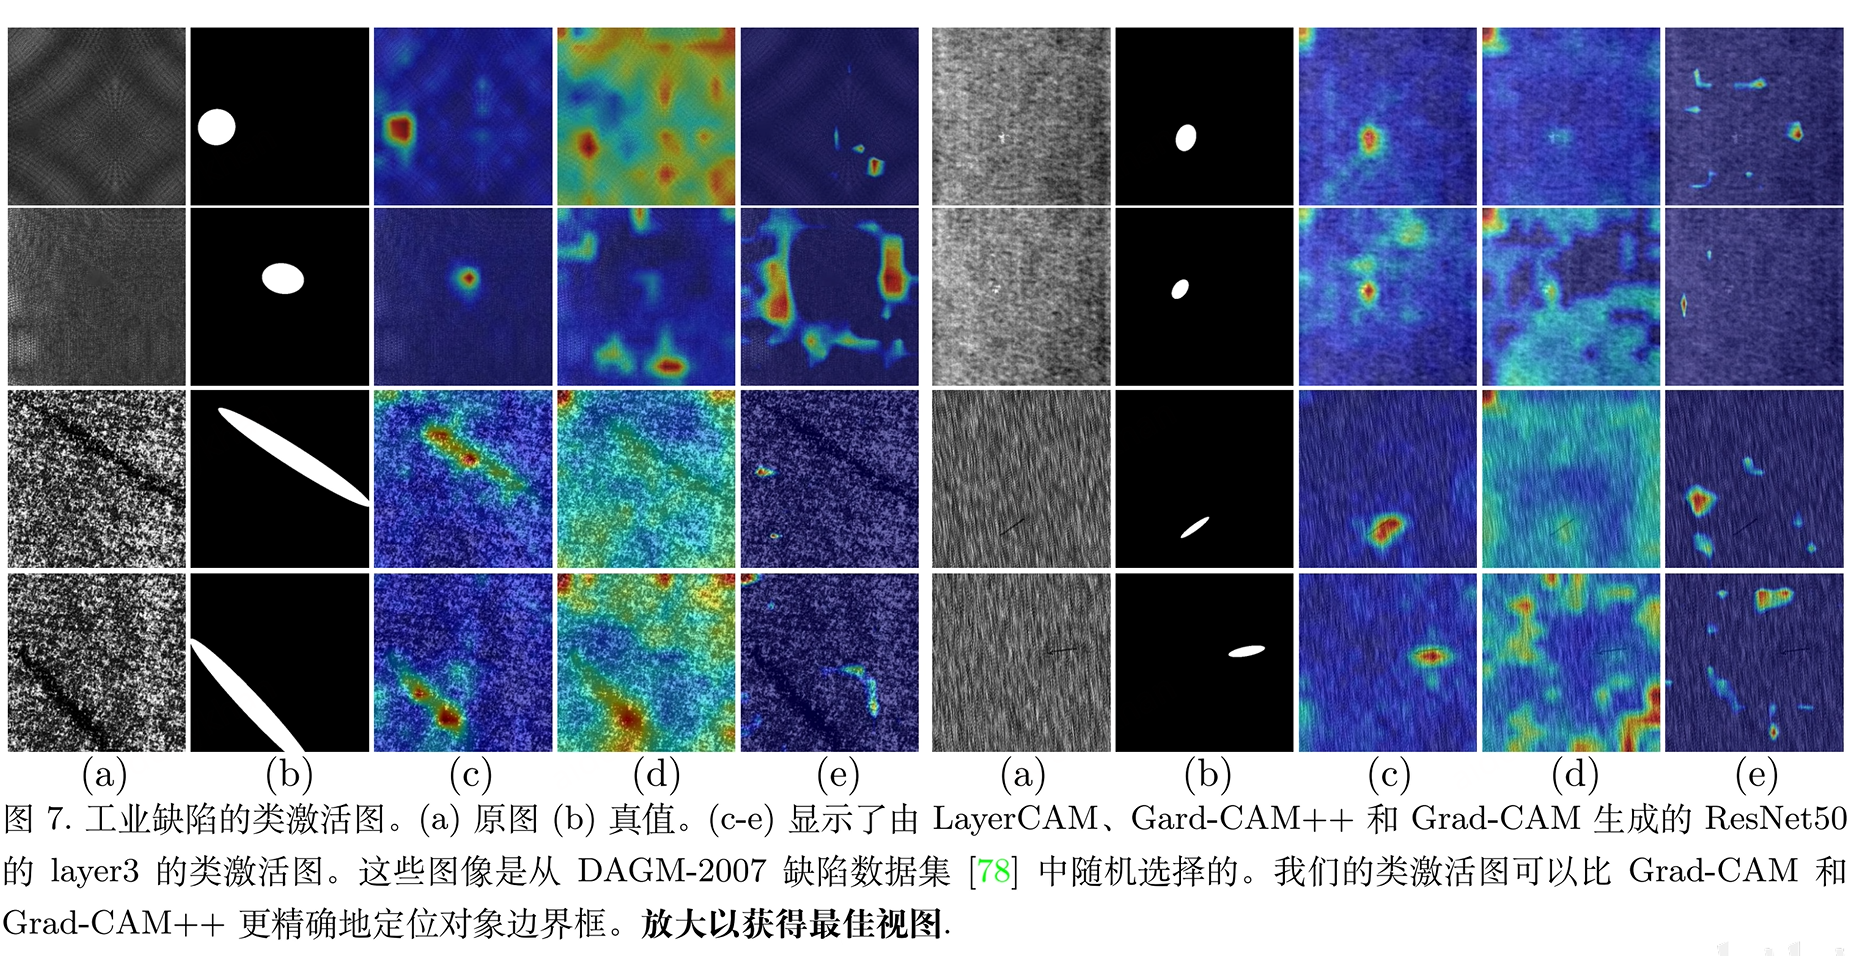 (a) (b) (c) (d) (e) (a) (b) (c) (d) (e)
图 7. 工业缺陷的类激活图。(a) 原图 (b) 真值。(c-e) 显示了由 LayerCAM、Gard-CAM++ 和 Grad-CAM 生成的 ResNet50
的 layer3 的类激活图。这些图像是从 DAGM-2007 缺陷数据集 [78] 中随机选择的。我们的类激活图可以比 Grad-CAM 和
Grad-CAM++ 更精确地定位对象边界框。放大以获得最佳视图.